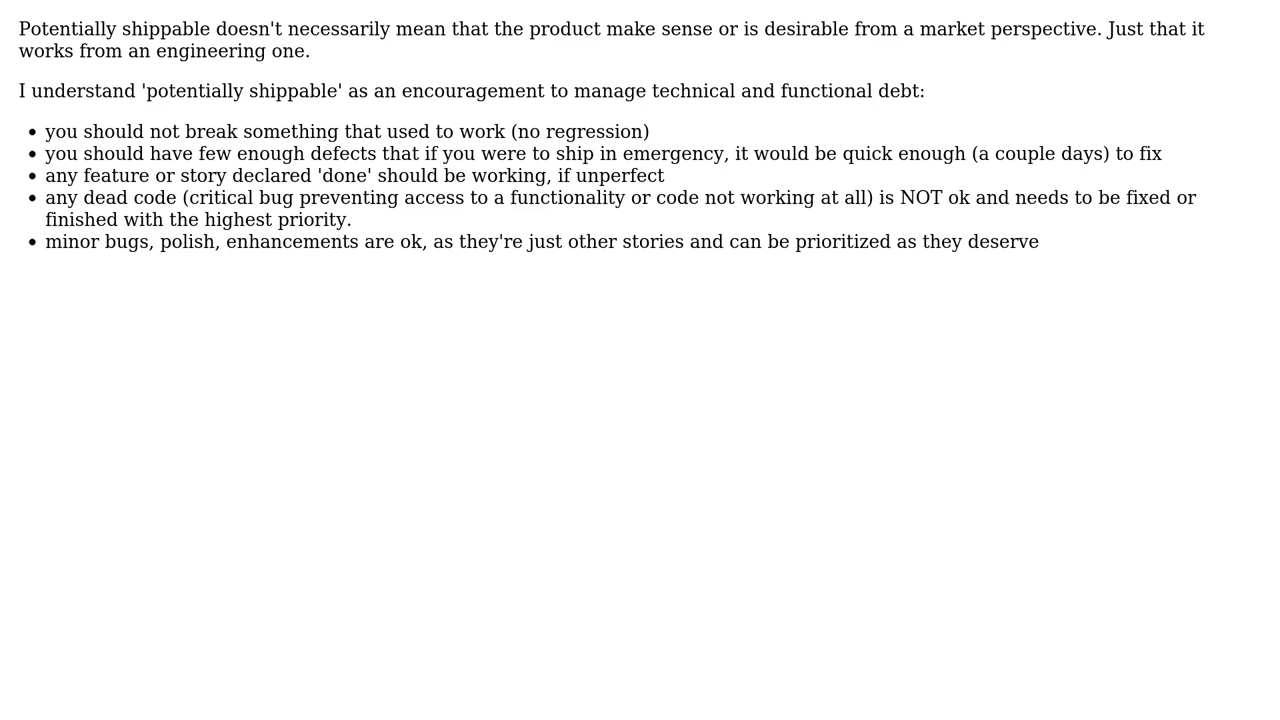 Potentially shippable doesn't necessarily mean that the product make sense or is desirable from a market perspective. Just that it
works from an engineering one.
I understand 'potentially shippable' as an encouragement to manage technical and functional debt:
• you should not break something that used to work (no regression)
• you should have few enough defects that if you were to ship in emergency, it would be quick enough (a couple days) to fix
• any feature or story declared 'done' should be working, if unperfect
• any dead code (critical bug preventing access to a functionality or code not working at all) is NOT ok and needs to be fixed or
finished with the highest priority.
• minor bugs, polish, enhancements are ok, as they're just other stories and can be prioritized as they deserve